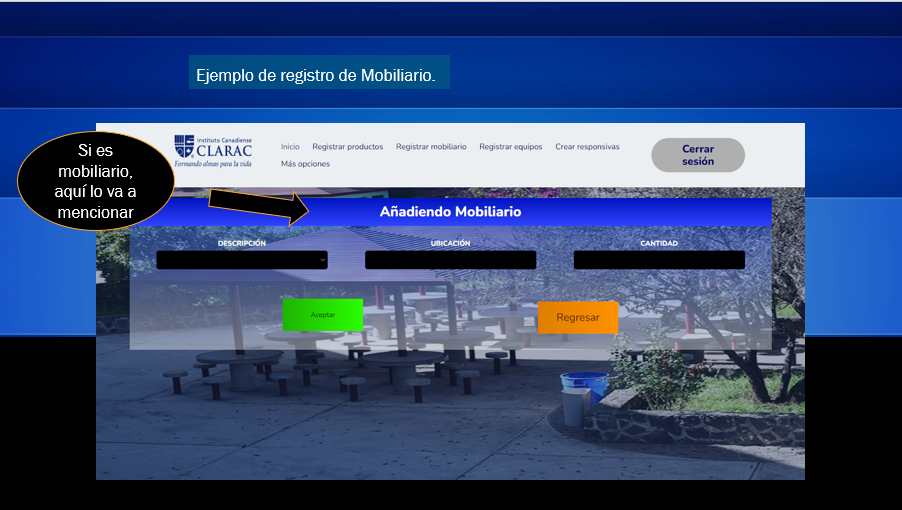 Ejemplo de registro de Mobiliario.
Si es
mobiliario,
aquí lo va a
mencionar
Instituto Canadiense
CLARAC
Formando almas para la vida
Inicio Registrar productos Registrar mobiliario Registrar equipos Crear responsivas
Más opciones
Cerrar
sesión
Añadiendo Mobiliario
DESCRIPCIÓN UBICACIÓN CANTIDAD
Aceptar Regresar